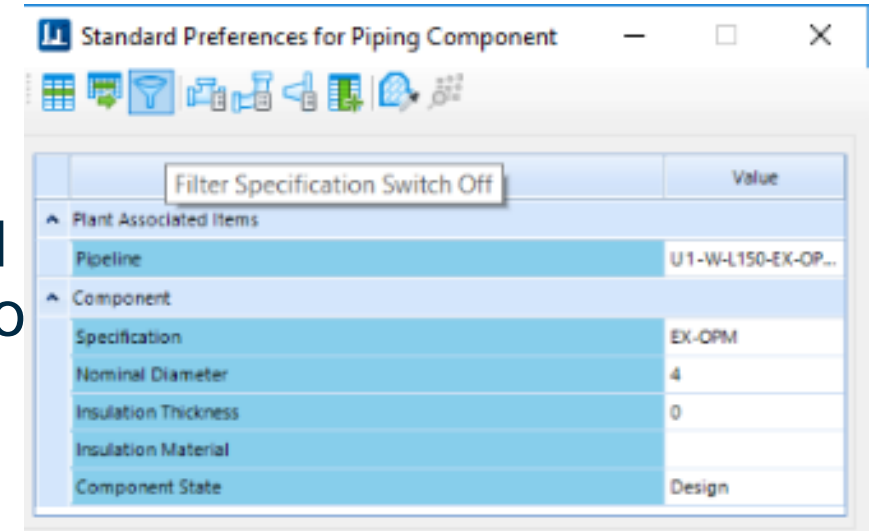 Standard Preferences for Piping Component
Filter Specification Switch Off
Value
Plant Associated Items
Pipeline U1-W-L150-EX-OP...
Component
Specification EX-OPM
Nominal Diameter 4
Insulation Thickness 0
Insulation Material
Component State Design